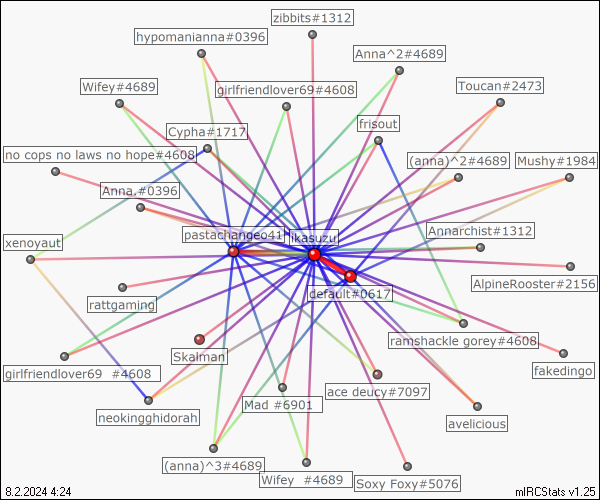 zibbits#1312
hypomanianna#0396
Anna^2#4689
Wifey#4689
girlfriendlover69#4608
Toucan#2473
frisout
Cypha#1717
no cops no laws no hope#4608
(anna)^2#4689
Mushy#1984
Anna.#0396
pastachangeo41
ikasuzu
Annarchist#1312
xenoyaut
AlpineRooster#2156
rattgaming
default#0617
ramshackle gorey#4608
Skalman
fakedingo
girlfriendlover69 #4608
ace deucy#7097
Mad #6901
neokingghidorah
avelicious
(anna)^3#4689
Wifey #4689
Soxy Foxy#5076
8.2.2024 4:24
mIRCStats v1.25